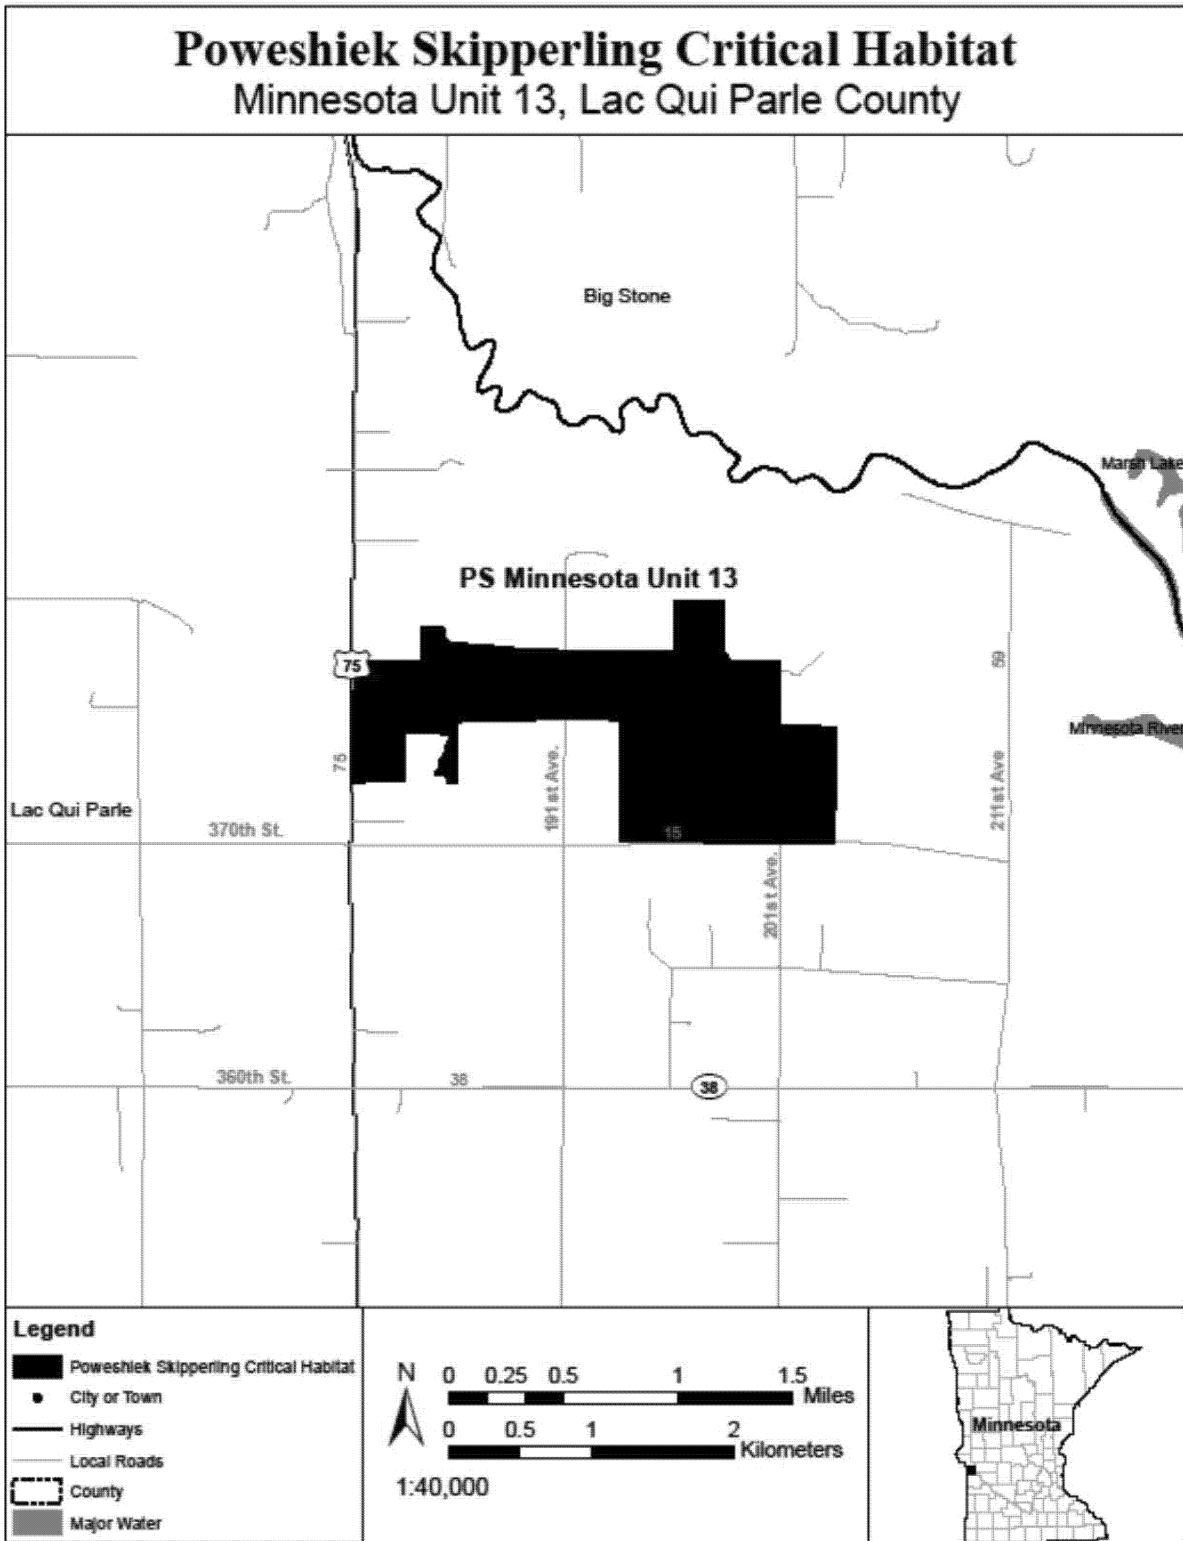 Poweshiek Skipperling Critical Habitat
Minnesota Unit 13, Lac Qui Parle County
Big Stone
Marsh Lake
PS Minnesota Unit 13
75
59
Minnesota River
75
191st Ave.
211st Ave
Lac Qui Parle
370th St.
15
201st Ave.
360th St.
38
38
Legend
Poweshiek Skipperling Critical Habitat
City or Town
Highways
Local Roads
County
Major Water
N
0 0.25 0.5 1 1.5
Miles
0 0.5 1 2
Kilometers
1:40,000
Minnesota